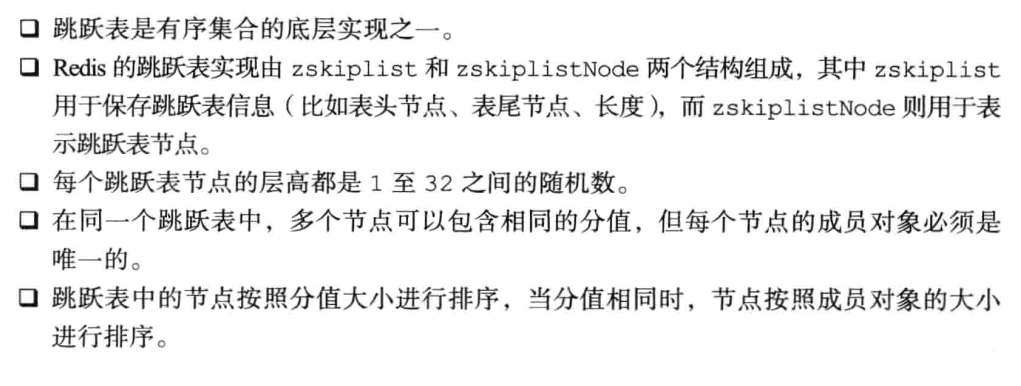 ❑ 跳跃表是有序集合的底层实现之一。
❑ Redis 的跳跃表实现由 zskiplist 和 zskiplistNode 两个结构组成，其中 zskiplist
用于保存跳跃表信息（比如表头节点、表尾节点、长度），而 zskiplistNode 则用于表
示跳跃表节点。
❑ 每个跳跃表节点的层高都是 1 至 32 之间的随机数。
❑ 在同一个跳跃表中，多个节点可以包含相同的分值，但每个节点的成员对象必须是
唯一的。
❑ 跳跃表中的节点按照分值大小进行排序，当分值相同时，节点按照成员对象的大小
进行排序。